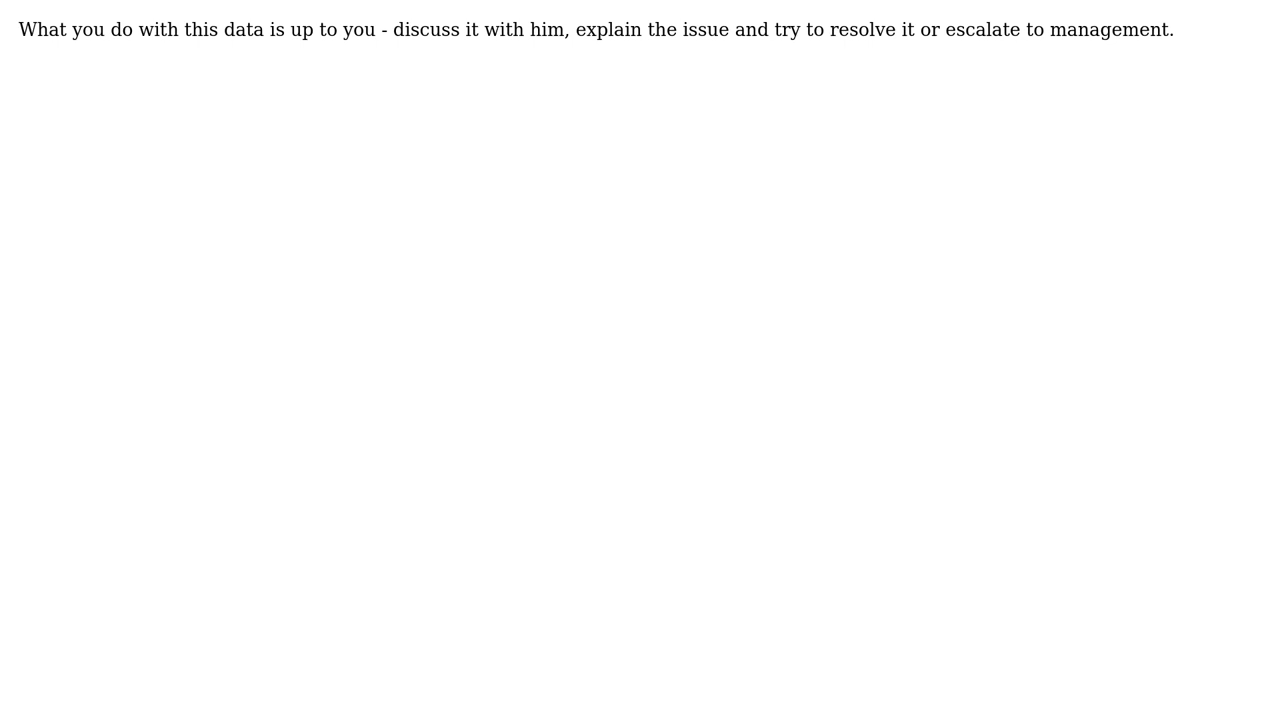 What you do with this data is up to you - discuss it with him, explain the issue and try to resolve it or escalate to management.